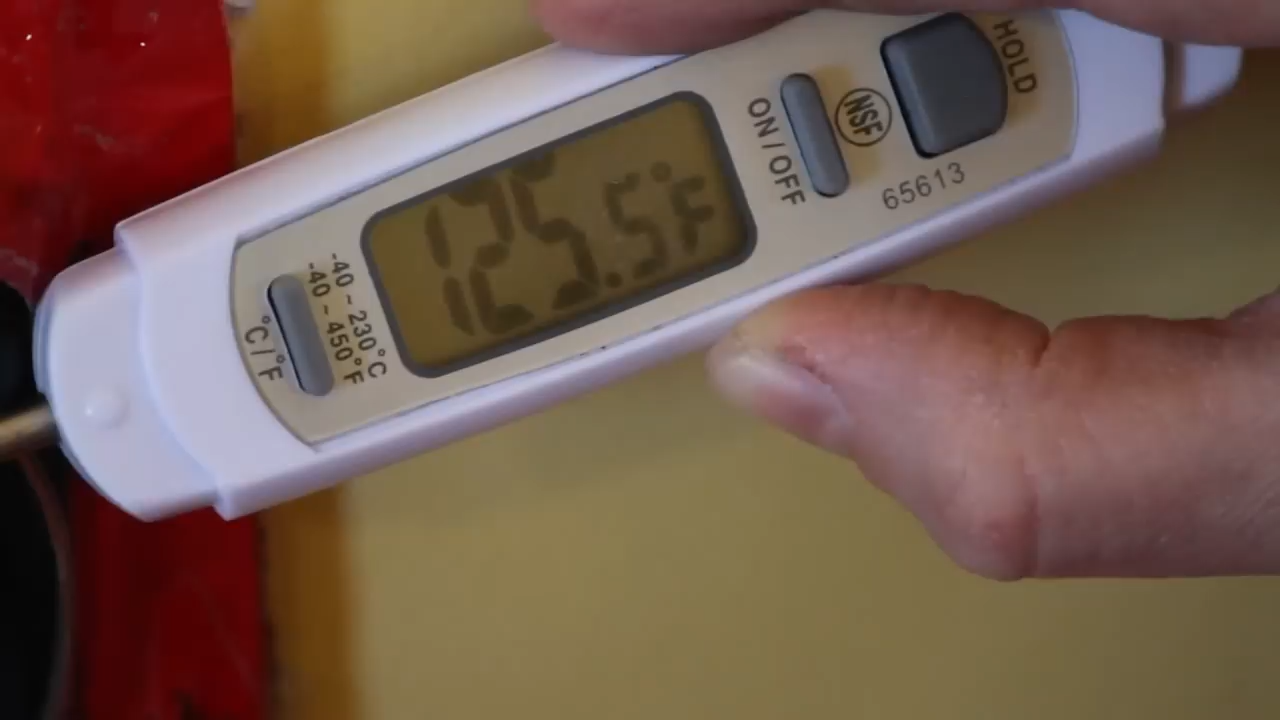 °C/°F
-40 ~ 230°C
-40 ~ 450°F
125.5°F
ON/OFF
NSF
HOLD
65613